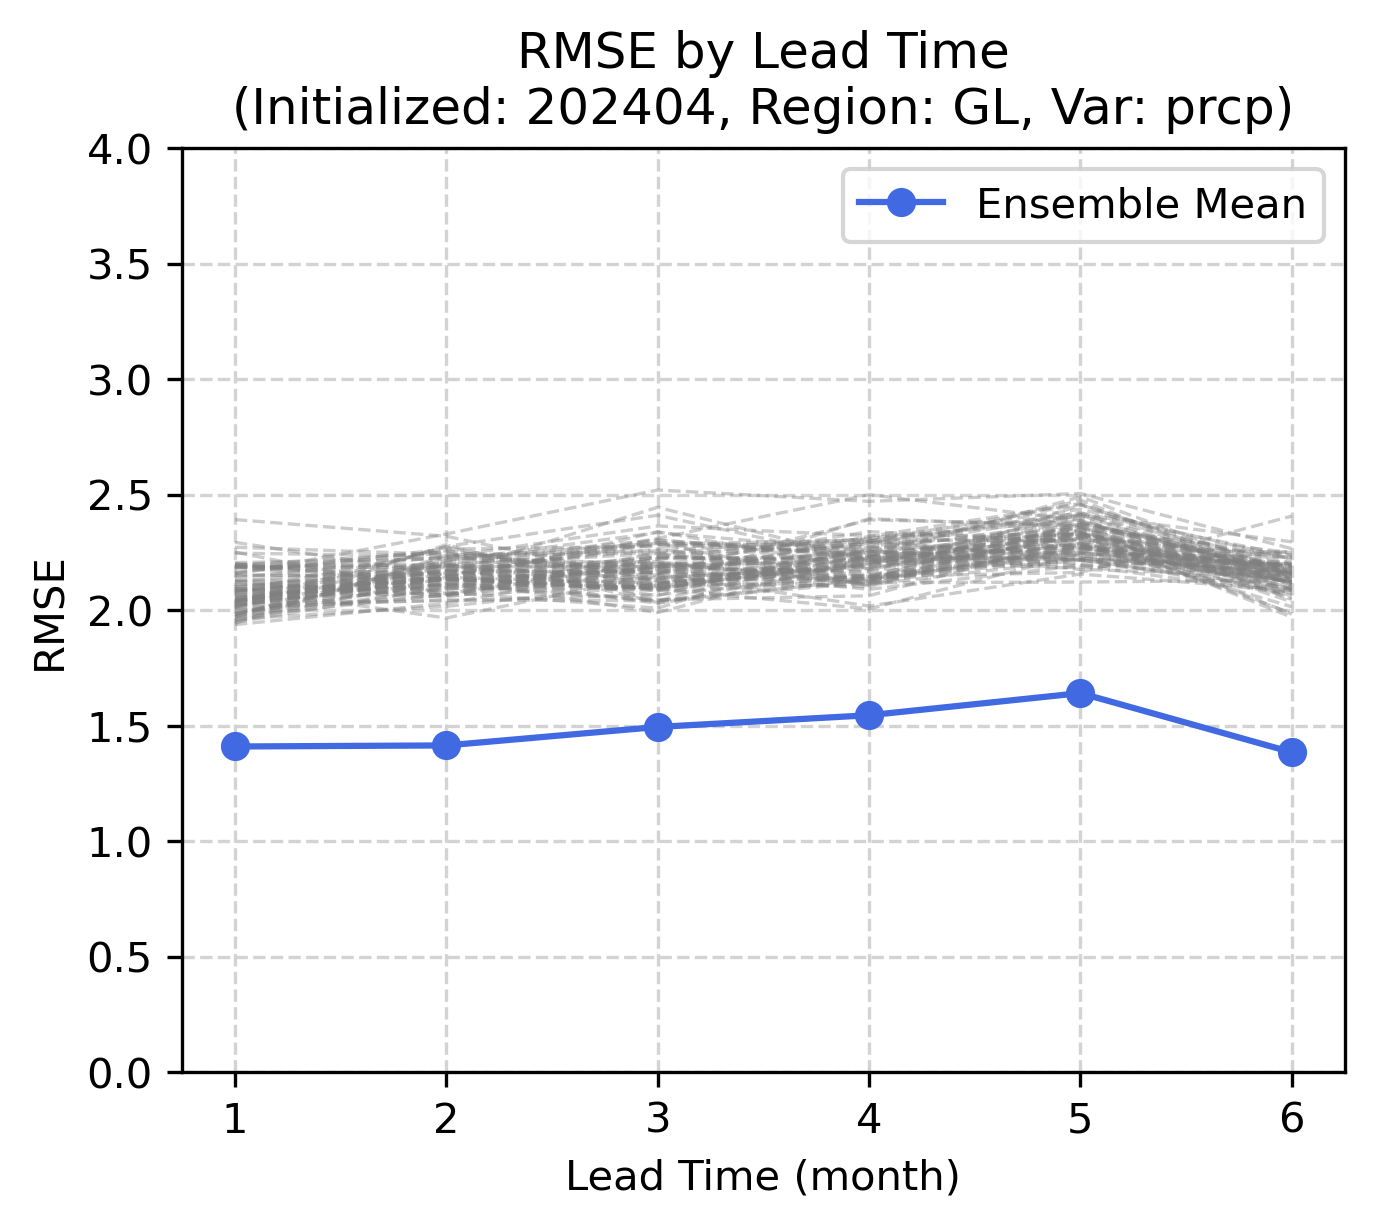 RMSE by Lead Time
(Initialized: 202404, Region: GL, Var: prcp)
4.0
3.5
3.0
2.5
2.0
1.5
1.0
0.5
0.0
RMSE
Ensemble Mean
1 2 3 4 5 6
Lead Time (month)